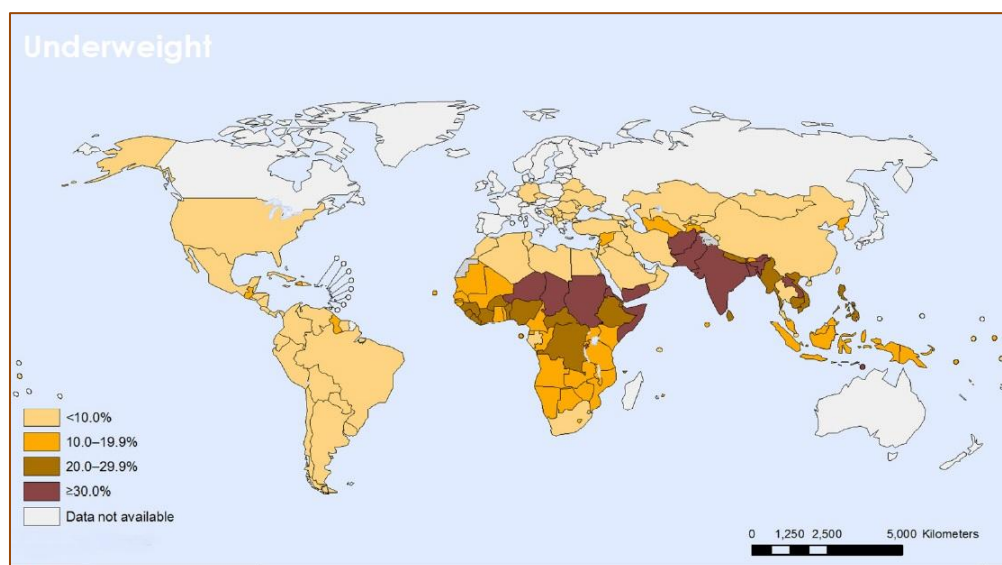 Underweight
<10.0%
10.0–19.9%
20.0–29.9%
≥30.0%
Data not available
0 1,250 2,500 5,000 Kilometers